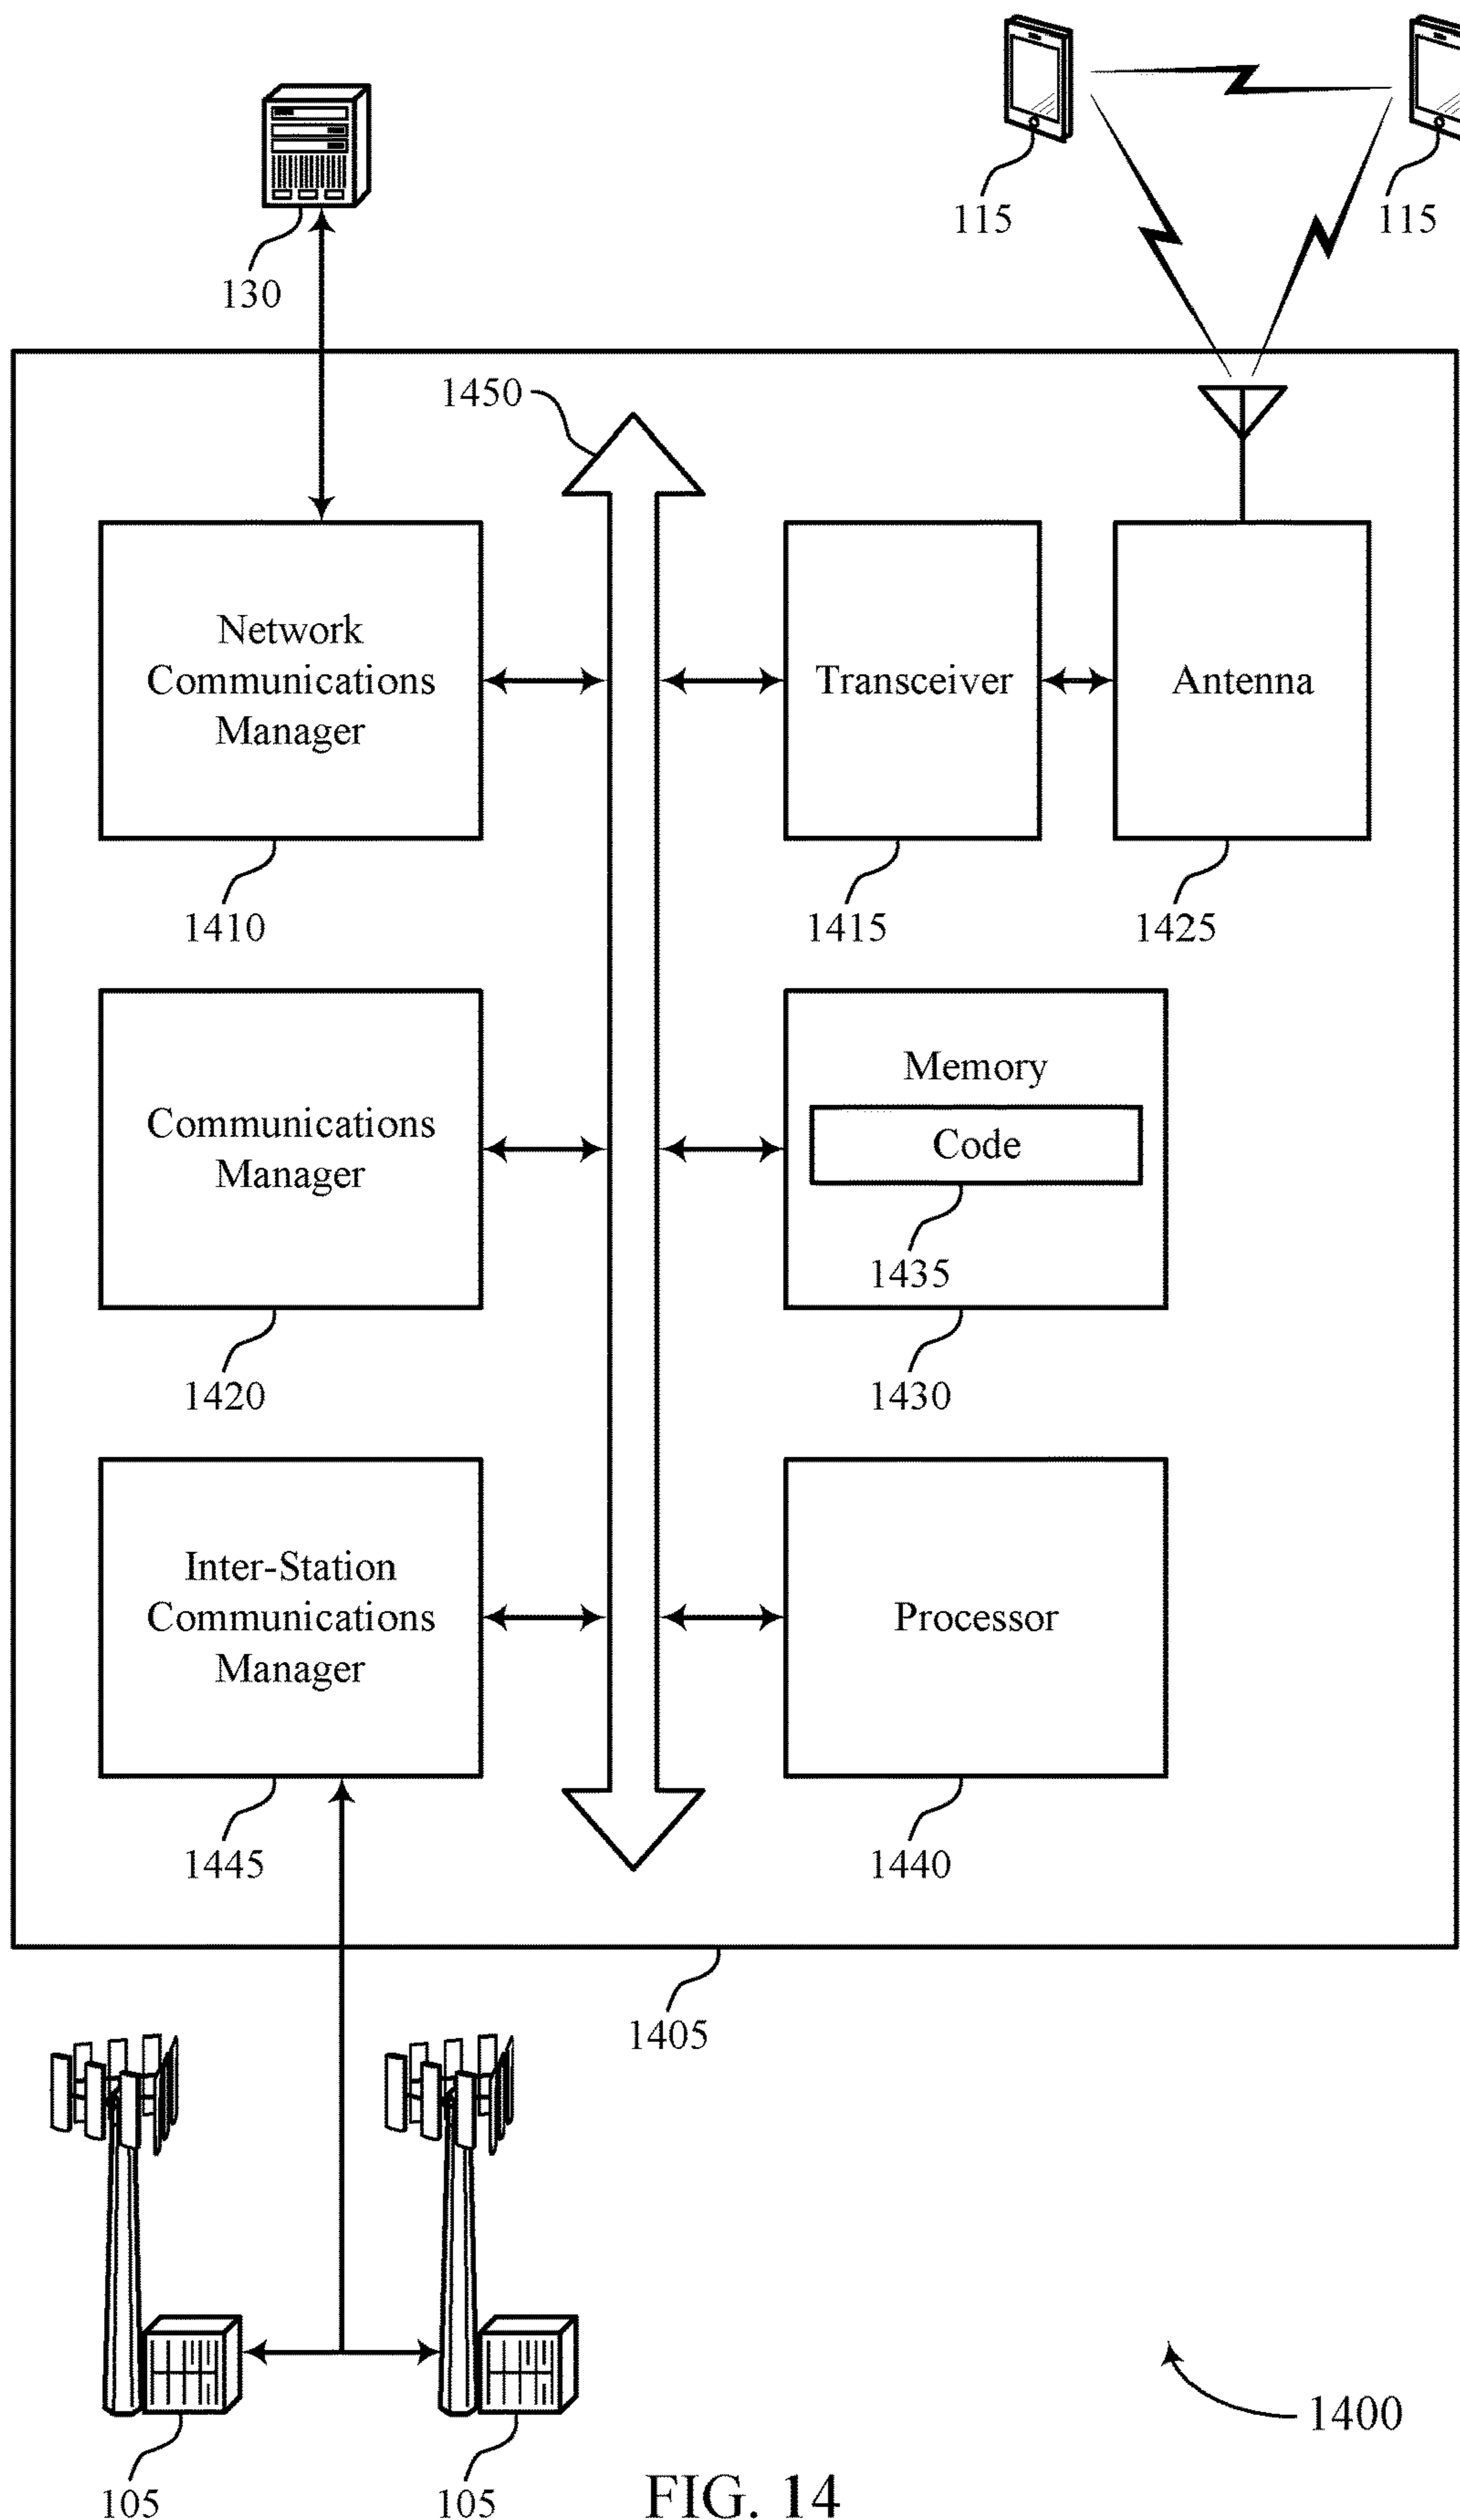 115
115
130
1450
Network
Communications
Manager
Transceiver
Antenna
1410
1415
1425
Communications
Manager
Memory
Code
1435
1420
1430
Inter-Station
Communications
Manager
Processor
1445
1440
1405
1400
105
105
FIG. 14